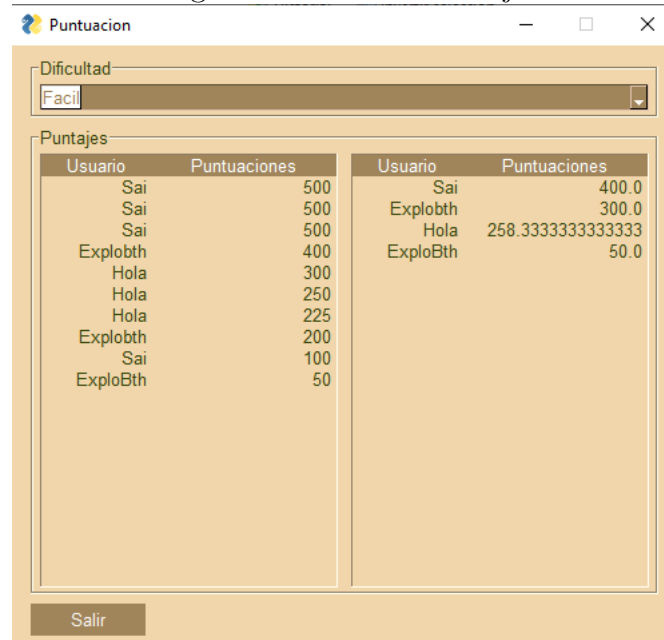 Puntuacion
Dificultad
Facil
Puntajes
Usuario Puntuaciones
Sai 500
Sai 500
Sai 500
Explobth 400
Hola 300
Hola 250
Hola 225
Explobth 200
Sai 100
ExploBth 50
Usuario Puntuaciones
Sai 400.0
Explobth 300.0
Hola 258.3333333333333
ExploBth 50.0
Salir